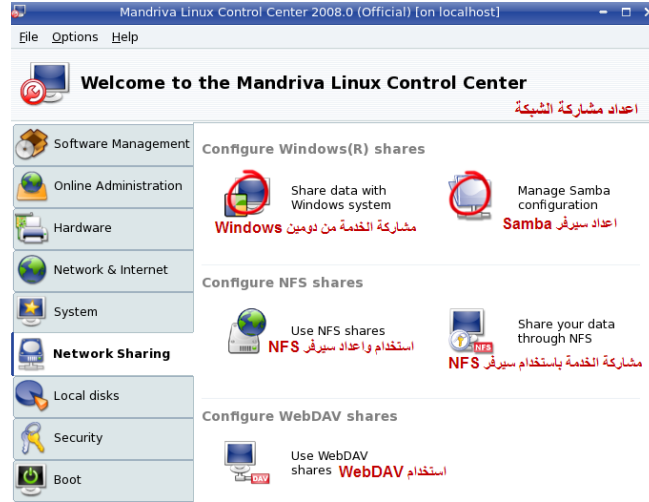 Mandriva Linux Control Center 2008.0 (Official) [on localhost]
File Options Help
Welcome to the Mandriva Linux Control Center
اعداد مشاركة الشبكة
Software Management
Online Administration
Hardware
Network & Internet
System
Network Sharing
Local disks
Security
Boot
Configure Windows(R) shares
Share data with
Windows system
مشاركة الخدمة من دومين Windows
Manage Samba
configuration
اعداد سيرفر Samba
Configure NFS shares
Use NFS shares
استخدام واعداد سيرفر NFS
Share your data
through NFS
NFS
مشاركة الخدمة باستخدام سيرفر NFS
Configure WebDAV shares
Use WebDAV
shares
استخدام WebDAV
DAV